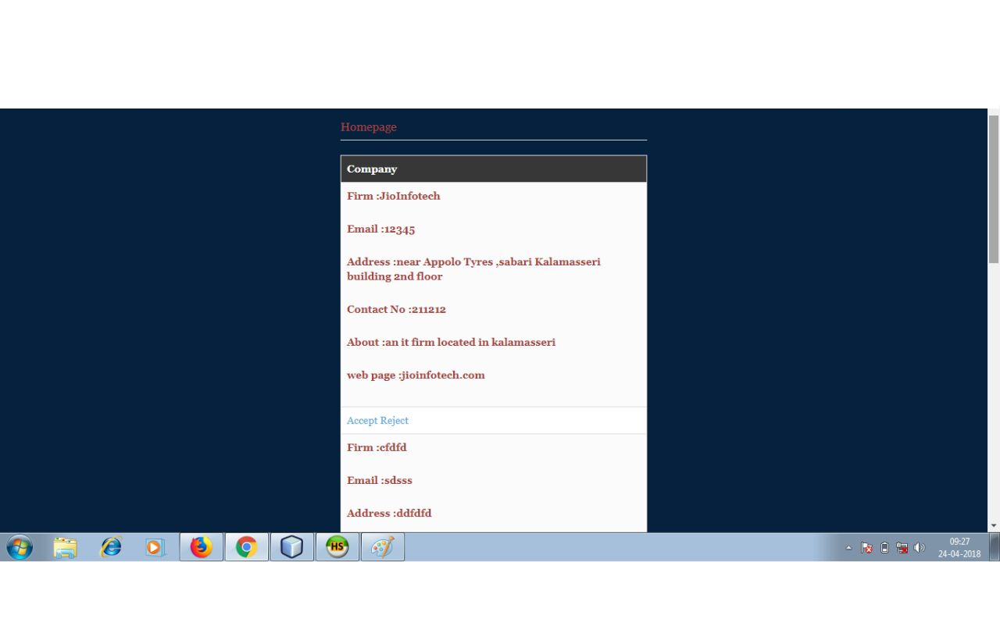 Homepage
Company
Firm :JioInfotech
Email :12345
Address :near Appolo Tyres ,sabari Kalamasseri
building 2nd floor
Contact No :211212
About :an it firm located in kalamasseri
web page :jioinfotech.com
Accept Reject
Firm :cfdfd
Email :sdsss
Address :ddfdfd
HS
09:27
24-04-2018